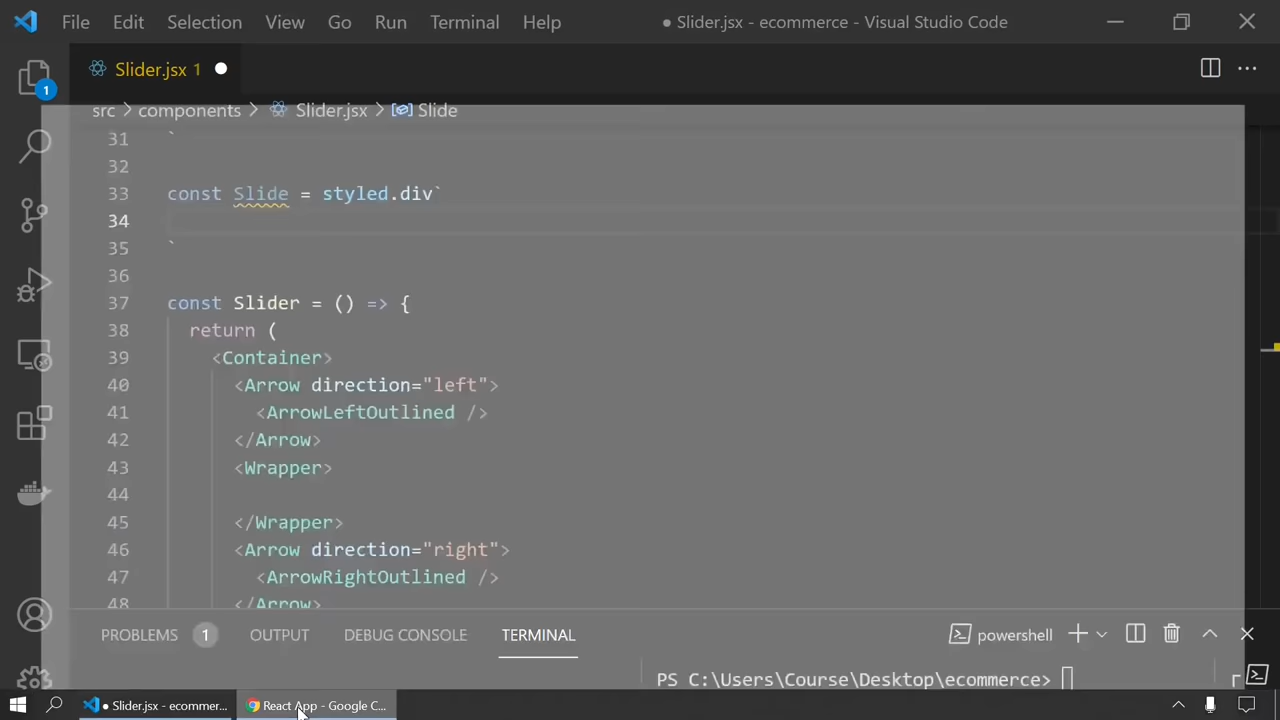 File Edit Selection View Go Run Terminal Help ● Slider.jsx - ecommerce - Visual Studio Code
Slider.jsx 1
src > components > Slider.jsx > Slide
31 `
32
33 const Slide = styled.div`
34
35 `
36
37 const Slider = () => {
38 return (
39 <Container>
40 <Arrow direction="left">
41 <ArrowLeftOutlined />
42 </Arrow>
43 <Wrapper>
44
45 </Wrapper>
46 <Arrow direction="right">
47 <ArrowRightOutlined />
48 </Arrow>
1
PROBLEMS 1 OUTPUT DEBUG CONSOLE TERMINAL powershell
PS C:\Users\Course\Desktop\ecommerce>
● Slider.jsx - ecommer... React App - Google C...